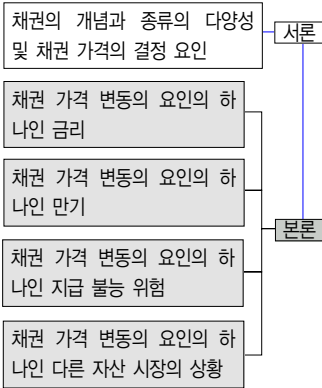 채권의 개념과 종류의 다양성
및 채권 가격의 결정 요인
서론
채권 가격 변동의 요인의 하
나인 금리
채권 가격 변동의 요인의 하
나인 만기
본론
채권 가격 변동의 요인의 하
나인 지급 불능 위험
채권 가격 변동의 요인의 하
나인 다른 자산 시장의 상황